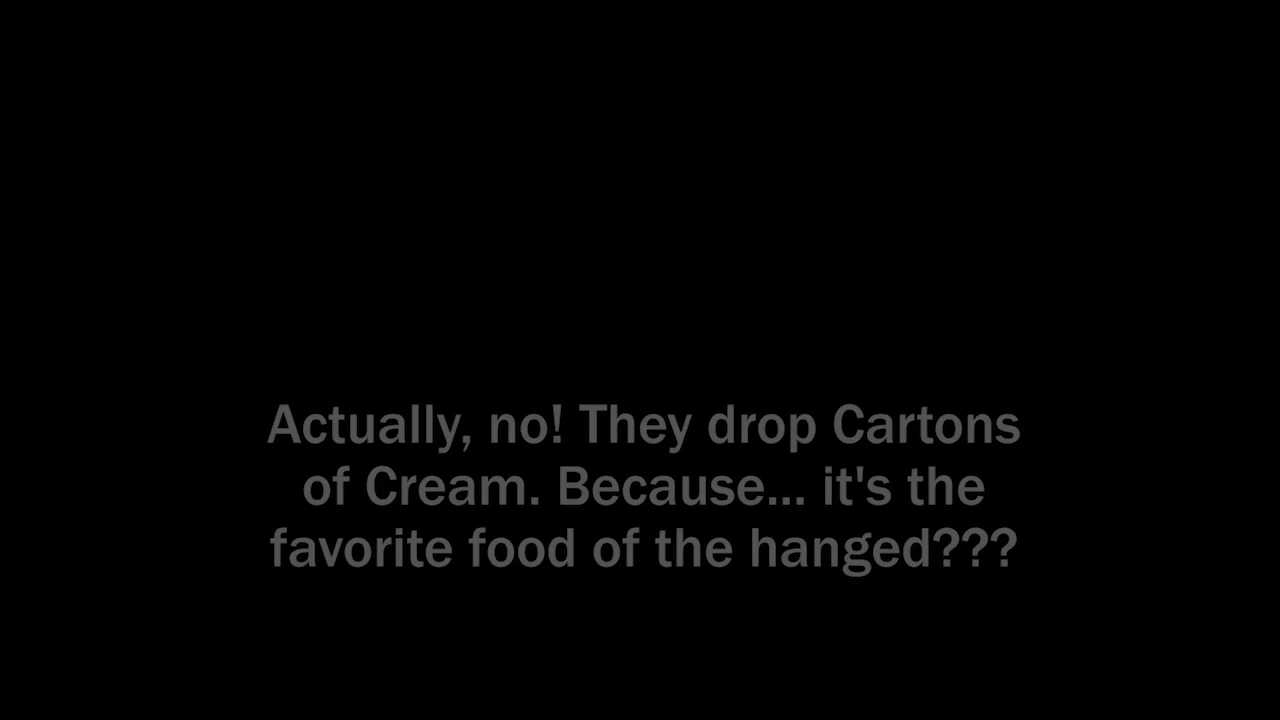 Actually, no! They drop Cartons
of Cream. Because... it's the
favorite food of the hanged???